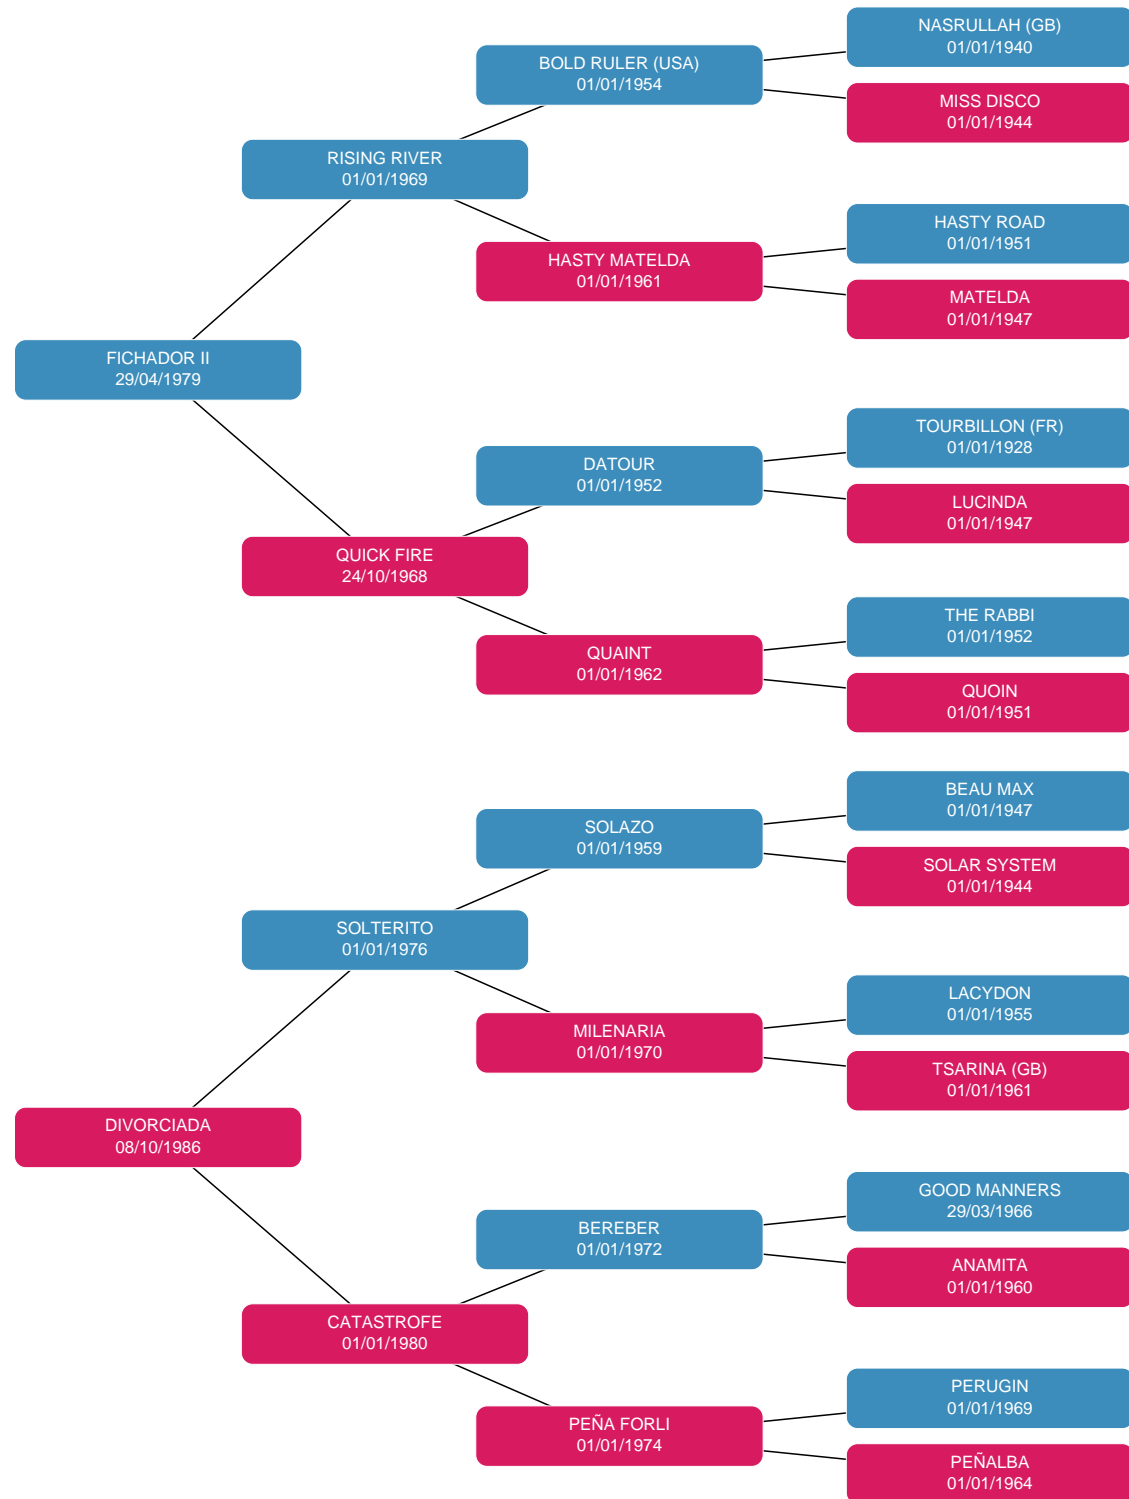 NASRULLAH (GB)
01/01/1940
BOLD RULER (USA)
01/01/1954
MISS DISCO
01/01/1944
RISING RIVER
01/01/1969
HASTY ROAD
01/01/1951
HASTY MATELDA
01/01/1961
MATELDA
01/01/1947
FICHADOR II
29/04/1979
TOURBILLON (FR)
01/01/1928
DATOUR
01/01/1952
LUCINDA
01/01/1947
QUICK FIRE
24/10/1968
THE RABBI
01/01/1952
QUAINT
01/01/1962
QUOIN
01/01/1951
BEAU MAX
01/01/1947
SOLAZO
01/01/1959
SOLAR SYSTEM
01/01/1944
SOLTERITO
01/01/1976
LACYDON
01/01/1955
MILENARIA
01/01/1970
TSARINA (GB)
01/01/1961
DIVORCIADA
08/10/1986
GOOD MANNERS
29/03/1966
BEREBER
01/01/1972
ANAMITA
01/01/1960
CATASTROFE
01/01/1980
PERUGIN
01/01/1969
PEÑA FORLI
01/01/1974
PEÑALBA
01/01/1964